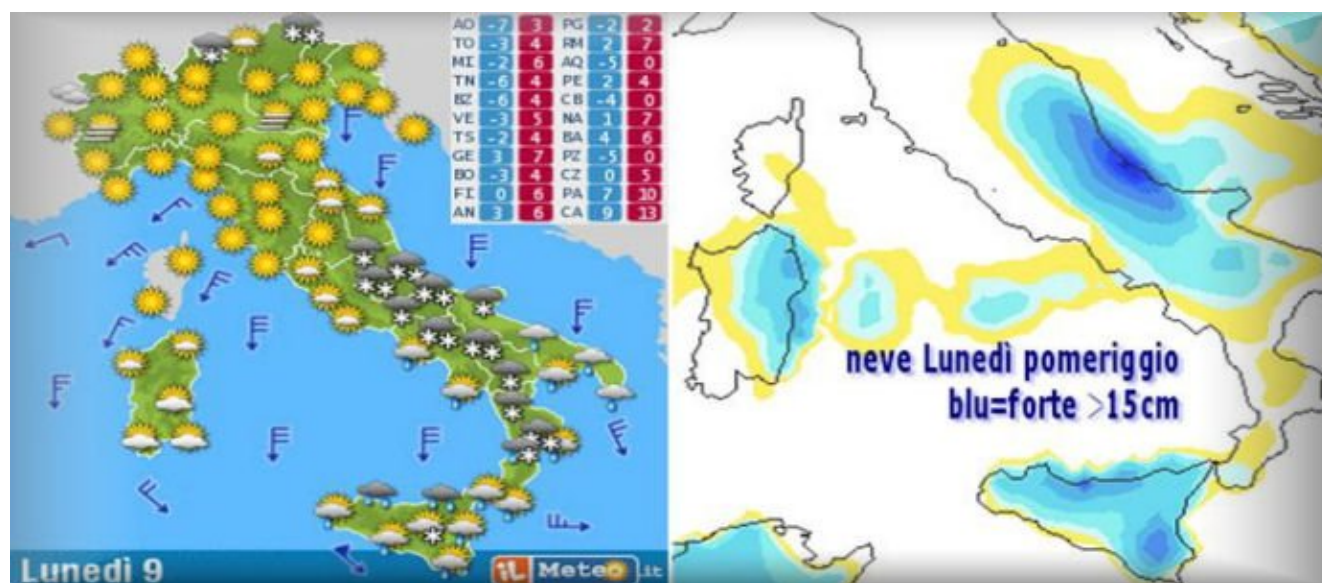 AO -7 3 PG -2 2
TO -3 4 RM 2 7
MI -2 6 AQ -5 0
TN -6 4 PE 2 4
BZ -6 4 CB -4 0
VE -3 5 NA 1 7
TS -2 4 BA 4 6
GE 3 7 PZ -5 0
BO -3 4 CZ 0 5
FI 0 6 PA 7 10
AN 3 6 CA 9 13
neve Lunedì pomeriggio
blu=forte >15cm
Lunedì 9
iL Meteo.it